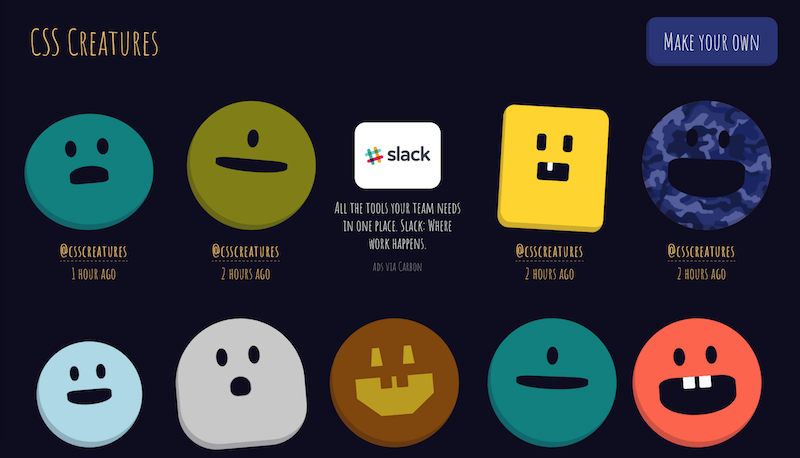 CSS Creatures
Make your own
slack
All the tools your team needs
in one place. Slack: Where
work happens.
ads via Carbon
@csscreatures
1 hour ago
@csscreatures
2 hours ago
@csscreatures
2 hours ago
@csscreatures
2 hours ago